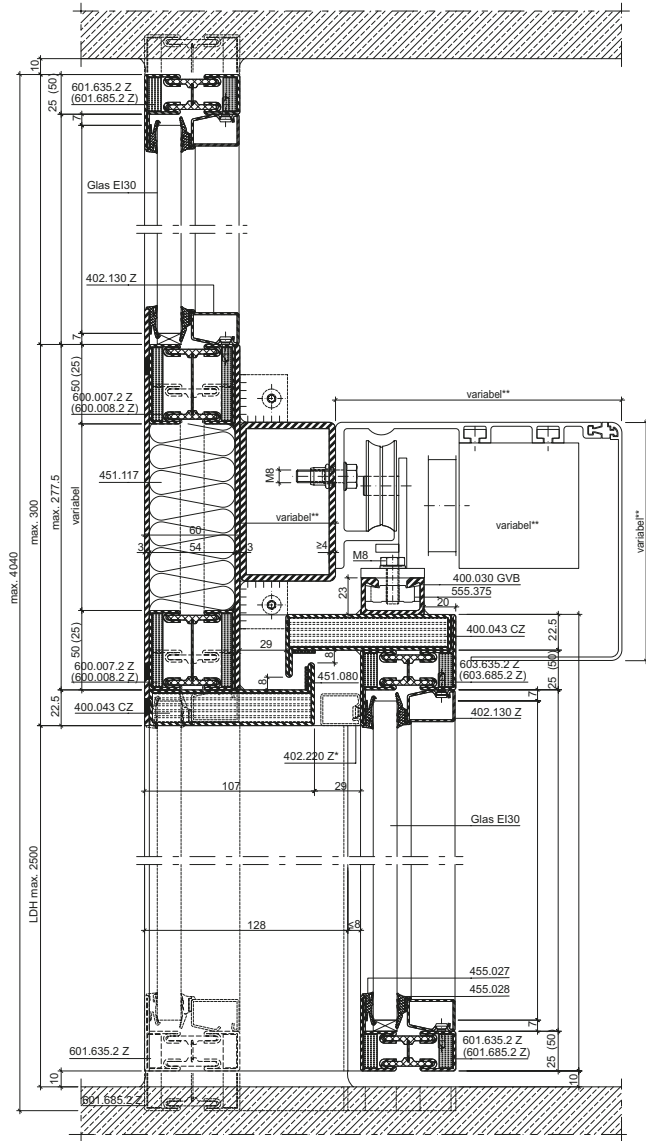 10
601.635.2 Z
(601.685.2 Z)
25 (50)
7
Glas EI30
402.130 Z
7
50 (25)
600.007.2 Z
(600.008.2 Z)
variabel**
451.117
M8
variabel
max. 277.5
max. 300
max. 4040
60
variabel**
variabel**
variabel**
3
54
3
≥4
M8
400.030 GVB
555.375
23
20
400.043 CZ
22.5
50 (25)
29
8
600.007.2 Z
(600.008.2 Z)
8
451.080
603.635.2 Z
(603.685.2 Z)
25 (50)
22.5
400.043 CZ
7
402.130 Z
402.220 Z*
107
29
Glas EI30
LDH max. 2500
128
≤8
455.027
455.028
7
601.635.2 Z
601.635.2 Z
(601.685.2 Z)
25 (50)
10
601.685.2 Z
10